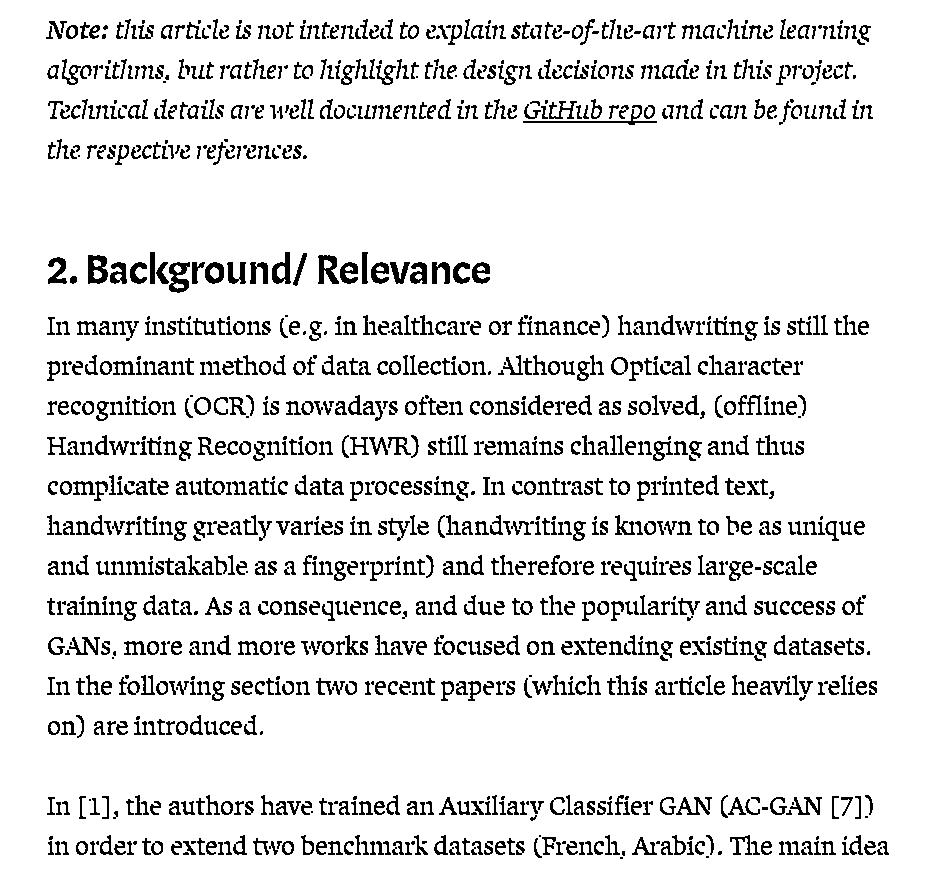 Note: this article is not intended to explain state-of-the-art machine learning
algorithms, but rather to highlight the design decisions made in this project.
Technical details are well documented in the GitHub repo and can be found in
the respective references.
2. Background/ Relevance
In many institutions (e.g. in healthcare or finance) handwriting is still the
predominant method of data collection. Although Optical character
recognition (OCR) is nowadays often considered as solved, (offline)
Handwriting Recognition (HWR) still remains challenging and thus
complicate automatic data processing. In contrast to printed text,
handwriting greatly varies in style (handwriting is known to be as unique
and unmistakable as a fingerprint) and therefore requires large-scale
training data. As a consequence, and due to the popularity and success of
GANs, more and more works have focused on extending existing datasets.
In the following section two recent papers (which this article heavily relies
on) are introduced.
In [1], the authors have trained an Auxiliary Classifier GAN (AC-GAN [7])
in order to extend two benchmark datasets (French, Arabic). The main idea